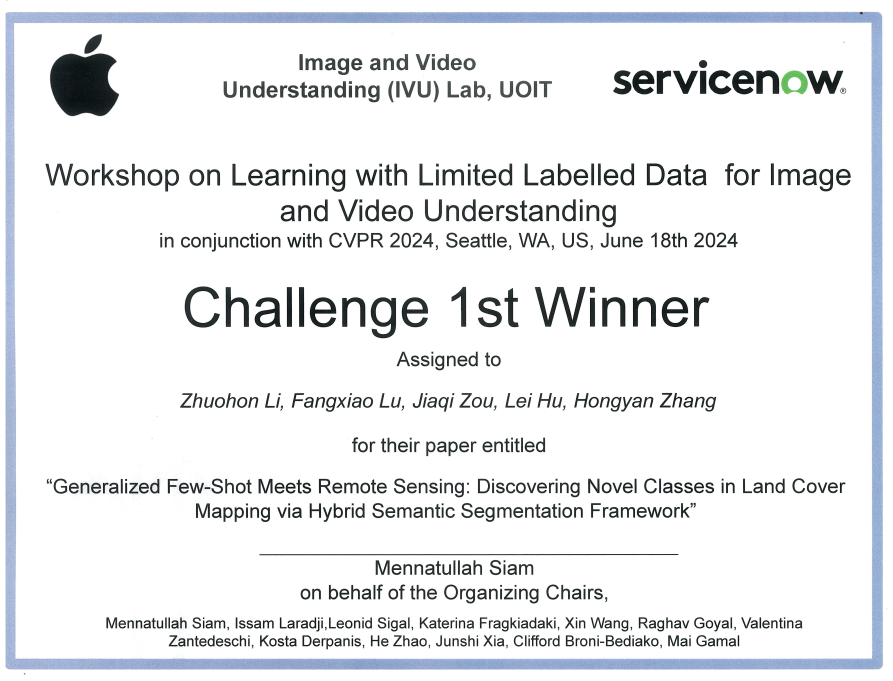 Image and Video
Understanding (IVU) Lab, UOIT
servicenow®
Workshop on Learning with Limited Labelled Data for Image
and Video Understanding
in conjunction with CVPR 2024, Seattle, WA, US, June 18th 2024
Challenge 1st Winner
Assigned to
Zhuohon Li, Fangxiao Lu, Jiaqi Zou, Lei Hu, Hongyan Zhang
for their paper entitled
“Generalized Few-Shot Meets Remote Sensing: Discovering Novel Classes in Land Cover
Mapping via Hybrid Semantic Segmentation Framework”
Mennatullah Siam
on behalf of the Organizing Chairs,
Mennatullah Siam, Issam Laradji,Leonid Sigal, Katerina Fragkiadaki, Xin Wang, Raghav Goyal, Valentina
Zantedeschi, Kosta Derpanis, He Zhao, Junshi Xia, Clifford Broni-Bediako, Mai Gamal